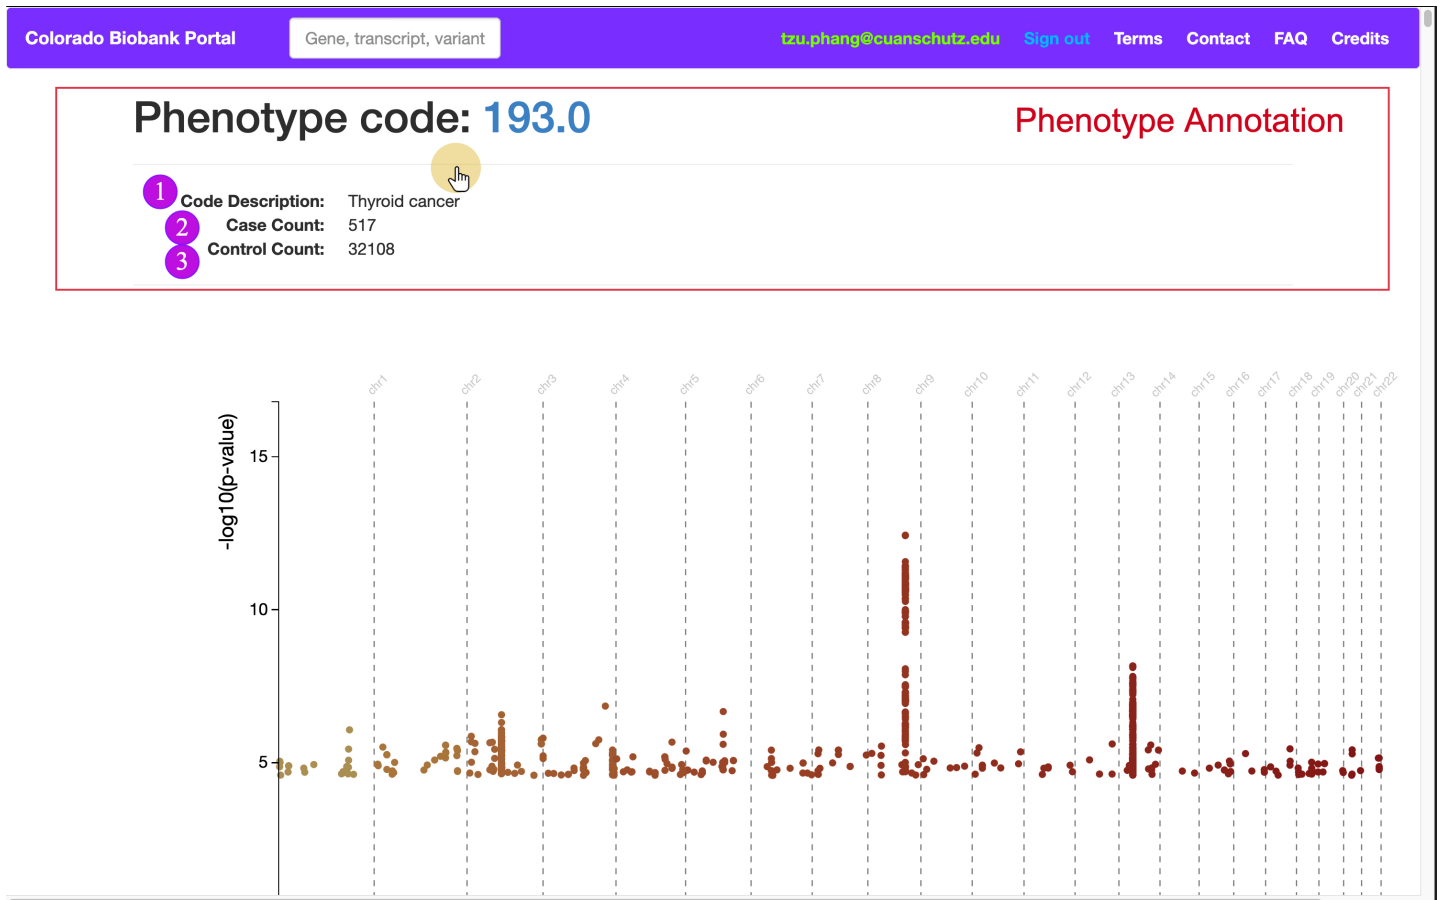 Colorado Biobank Portal
Gene, transcript, variant
tzu.phang@cuanschutz.edu
Sign out
Terms
Contact
FAQ
Credits
Phenotype code: 193.0
Phenotype Annotation
1
Code Description: Thyroid cancer
2
Case Count: 517
3
Control Count: 32108
chr1
chr2
chr3
chr4
chr5
chr6
chr7
chr8
chr9
chr10
chr11
chr12
chr13
chr14
chr15
chr16
chr17
chr18
chr19
chr20
chr21
chr22
-log10(p-value)
15
10
5